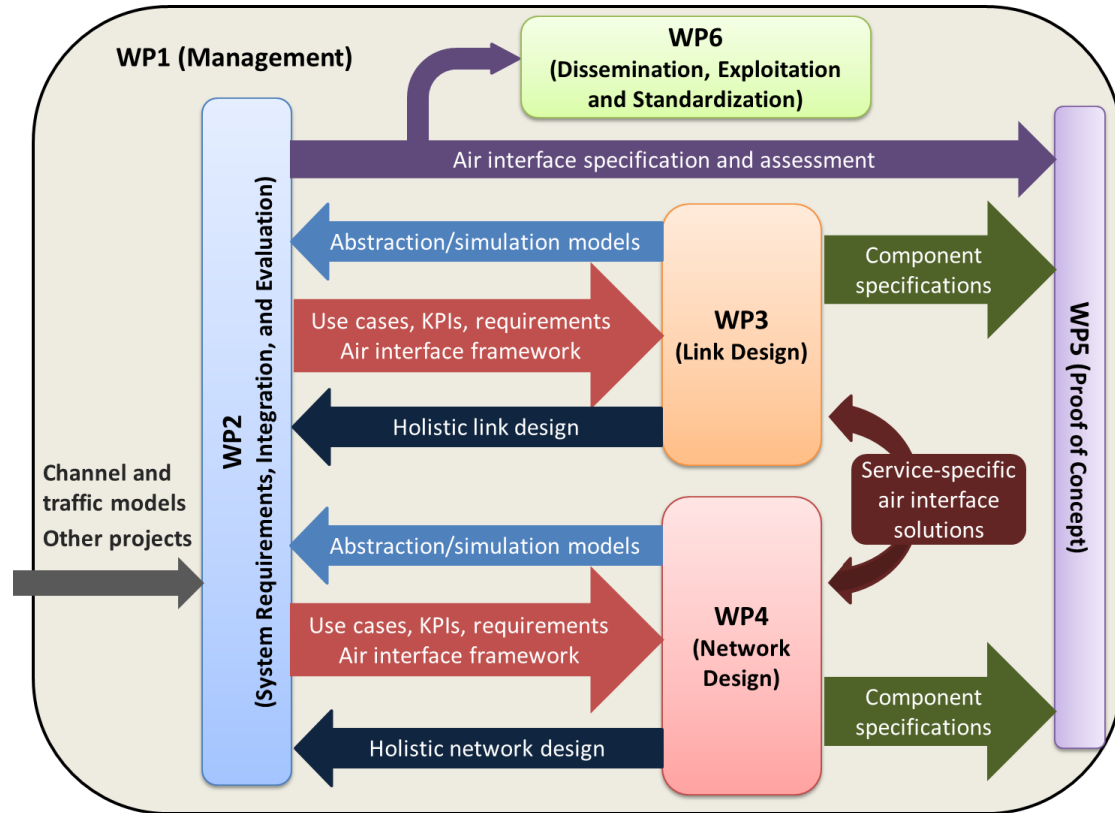 WP1 (Management)
WP6
(Dissemination, Exploitation
and Standardization)
Air interface specification and assessment
WP2
(System Requirements, Integration, and Evaluation)
Abstraction/simulation models
Use cases, KPIs, requirements
Air interface framework
Holistic link design
WP3
(Link Design)
Component
specifications
WP5 (Proof of Concept)
Channel and
traffic models
Other projects
Service-specific
air interface
solutions
Abstraction/simulation models
Use cases, KPIs, requirements
Air interface framework
Holistic network design
WP4
(Network
Design)
Component
specifications